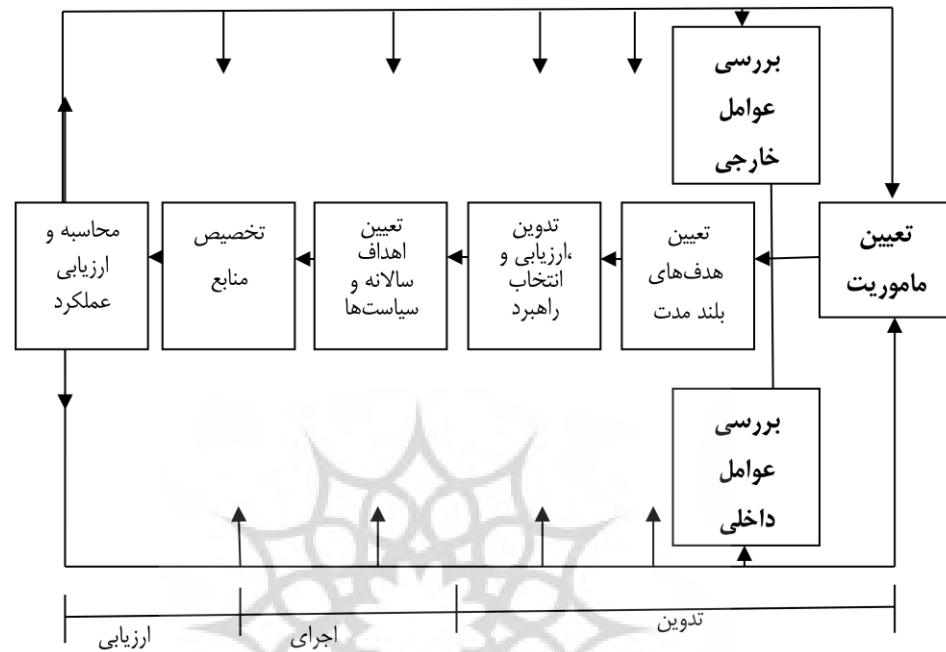 بررسی
عوامل
خارجی
تعیین
ماموریت
تعیین
هدف‌های
بلند مدت
تدوین
،ارزیابی و
انتخاب
راهبرد
تعیین
اهداف
سالانه و
سیاست‌ها
تخصیص
منابع
محاسبه و
ارزیابی
عملکرد
بررسی
عوامل
داخلی
تدوین
اجرای
ارزیابی